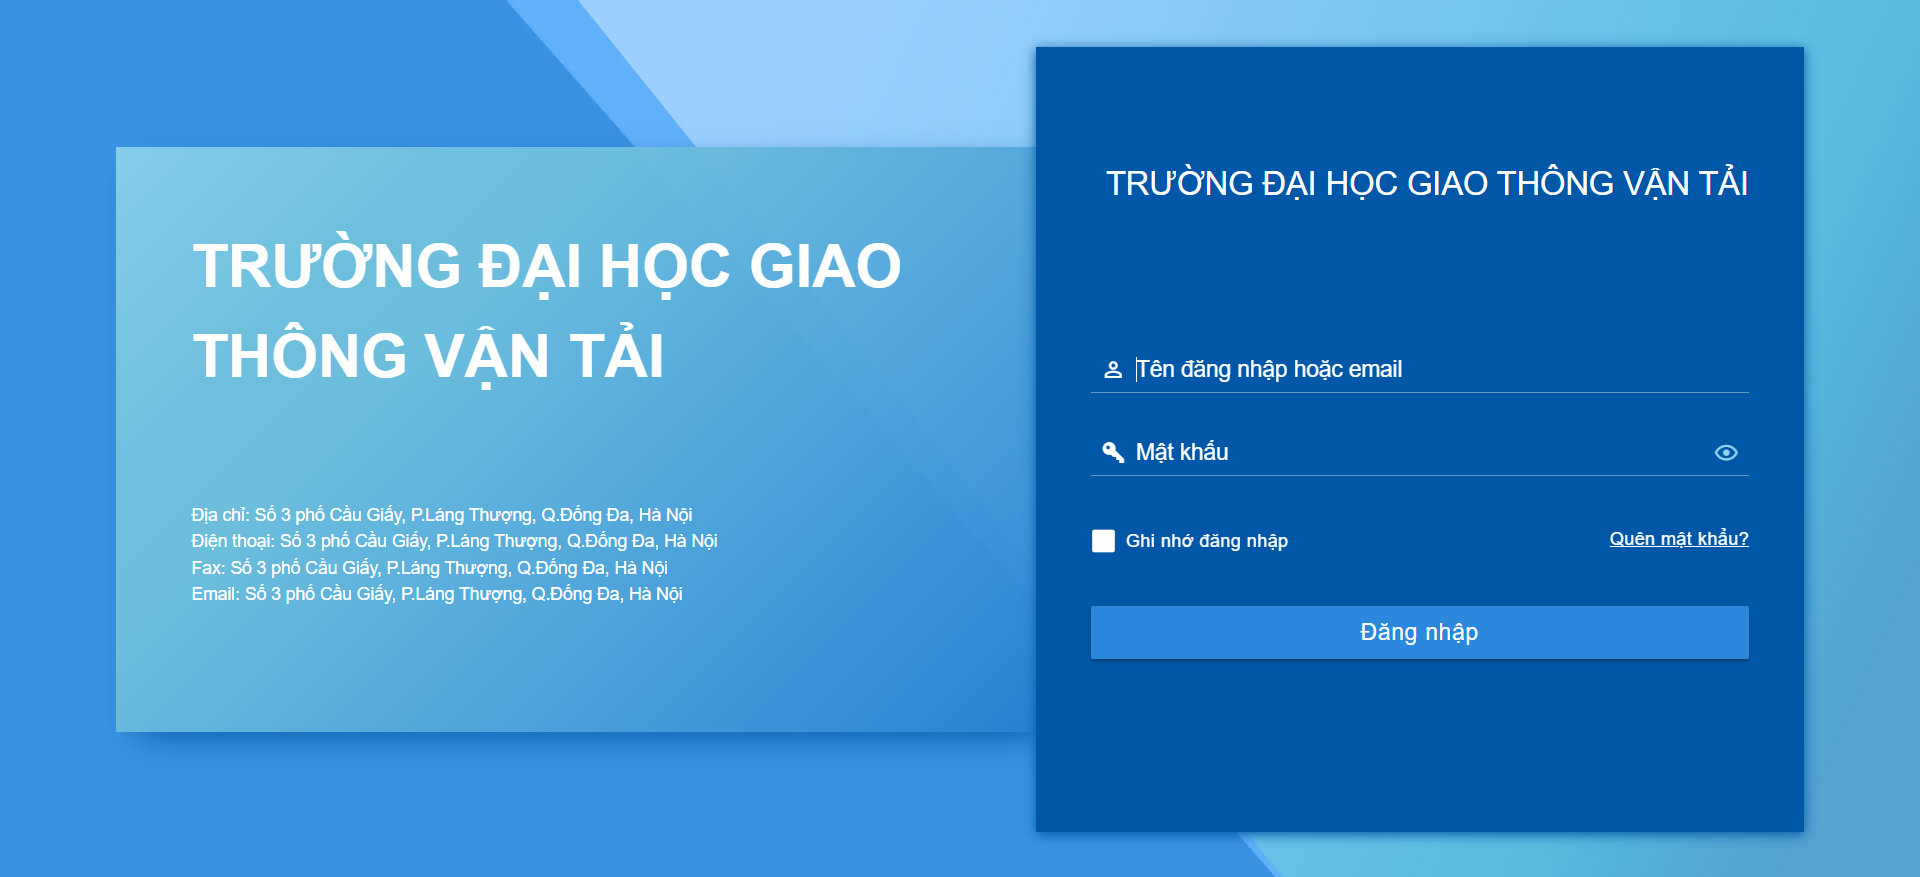 TRƯỜNG ĐẠI HỌC GIAO
THÔNG VẬN TẢI
Địa chỉ: Số 3 phố Cầu Giấy, P.Láng Thượng, Q.Đống Đa, Hà Nội
Điện thoại: Số 3 phố Cầu Giấy, P.Láng Thượng, Q.Đống Đa, Hà Nội
Fax: Số 3 phố Cầu Giấy, P.Láng Thượng, Q.Đống Đa, Hà Nội
Email: Số 3 phố Cầu Giấy, P.Láng Thượng, Q.Đống Đa, Hà Nội
TRƯỜNG ĐẠI HỌC GIAO THÔNG VẬN TẢI
Tên đăng nhập hoặc email
Mật khẩu
Ghi nhớ đăng nhập
Quên mật khẩu?
Đăng nhập